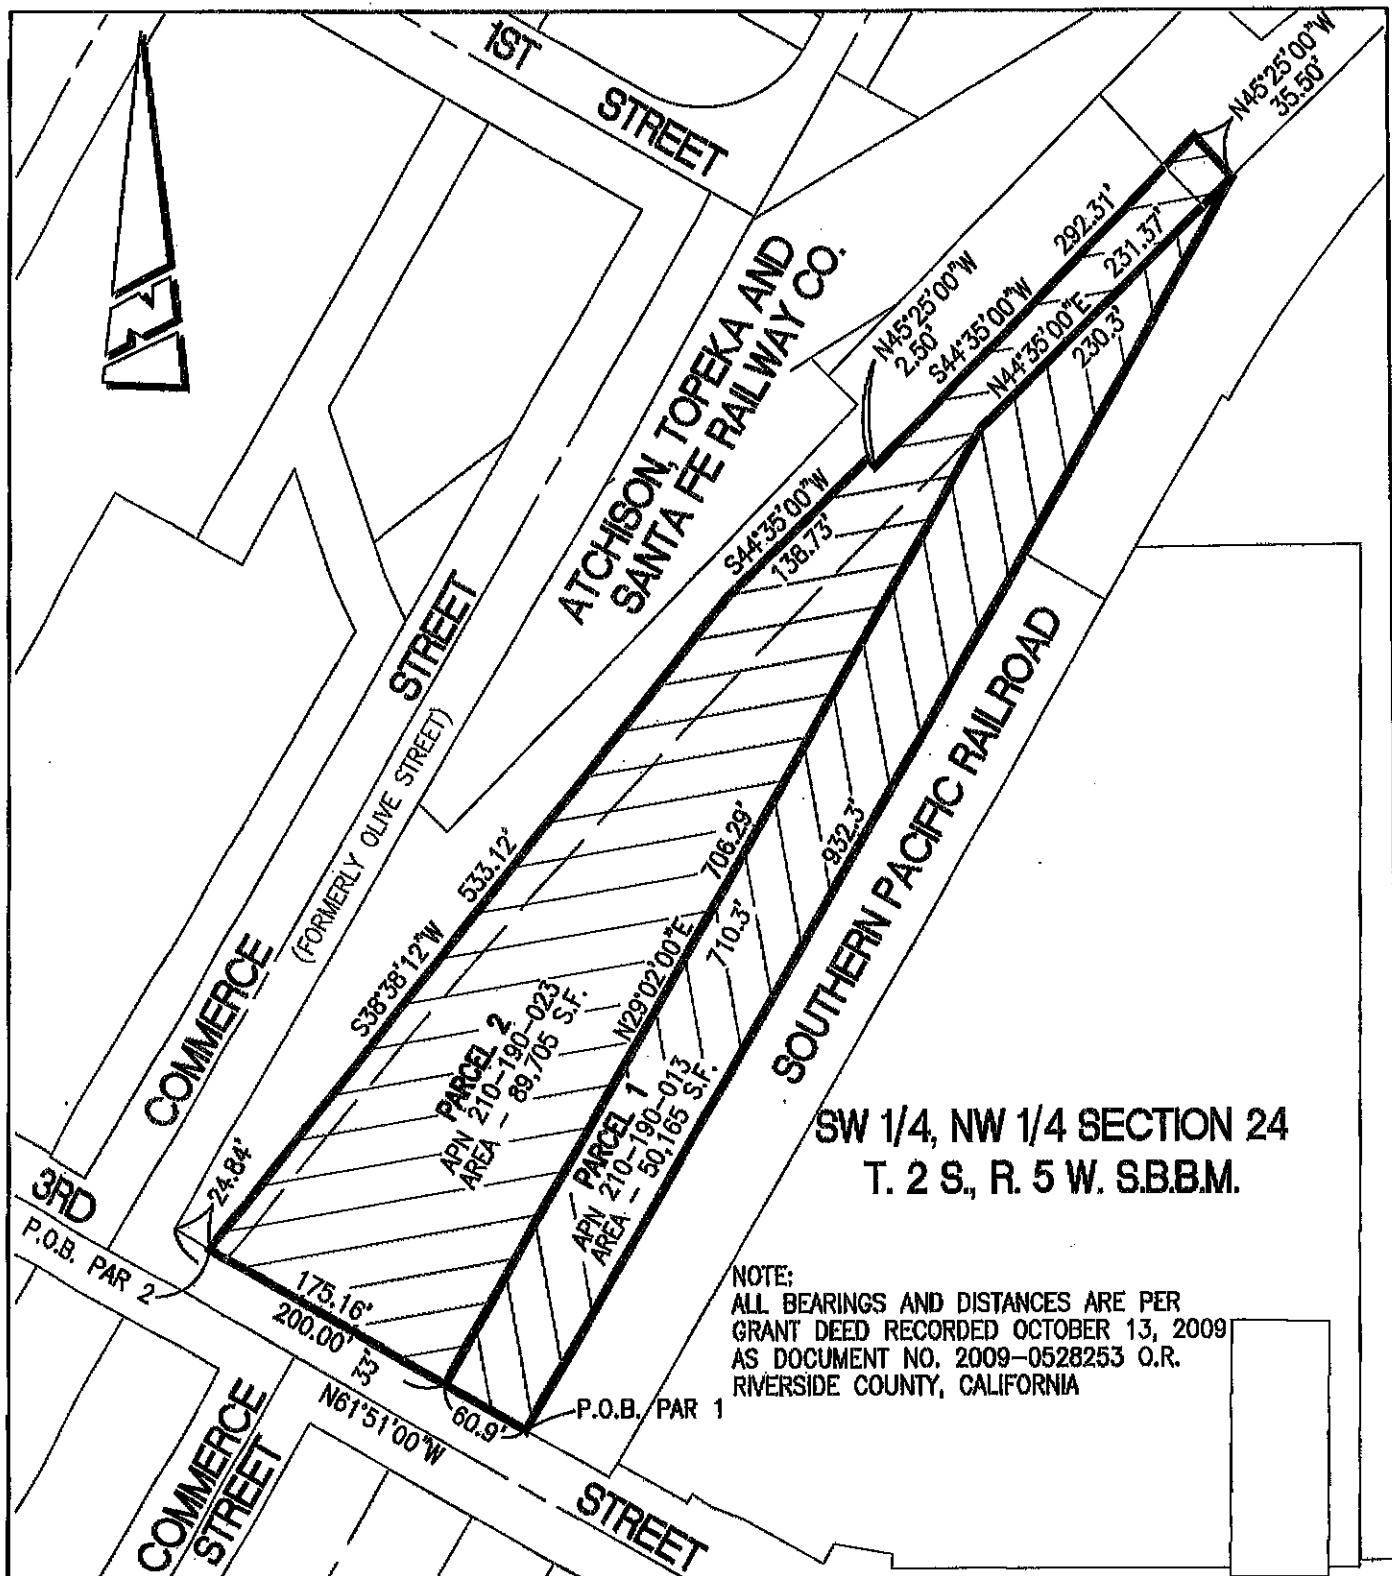 1ST
STREET
N45°25'00"W
35.50'
ATCHISON, TOPEKA AND
SANTA FE RAILWAY CO.
N45°25'00"W
2.50'
S44°35'00"W
292.31'
N44°35'00"E
231.37'
230.3'
S44°35'00"W
138.73'
COMMERCE STREET
(FORMERLY OLIVE STREET)
S38°38'12"W
533.12'
N29°02'00"E
706.29'
710.3'
932.3'
SOUTHERN PACIFIC RAILROAD
PARCEL 2
APN 210-190-023
AREA - 89,705 S.F.
PARCEL 1
APN 210-190-013
AREA - 50,165 S.F.
SW 1/4, NW 1/4 SECTION 24
T. 2 S., R. 5 W. S.B.B.M.
24.84'
3RD
P.O.B. PAR 2
175.16'
200.00'
33'
N61°51'00"W
60.9'
P.O.B. PAR 1
STREET
COMMERCE
STREET
NOTE:
ALL BEARINGS AND DISTANCES ARE PER
GRANT DEED RECORDED OCTOBER 13, 2009
AS DOCUMENT NO. 2009-0528253 O.R.
RIVERSIDE COUNTY, CALIFORNIA
N